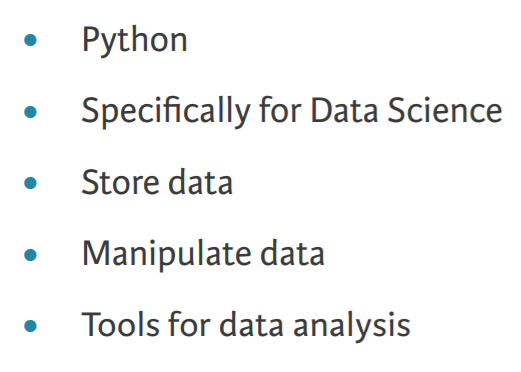 Python
Specifically for Data Science
Store data
Manipulate data
Tools for data analysis